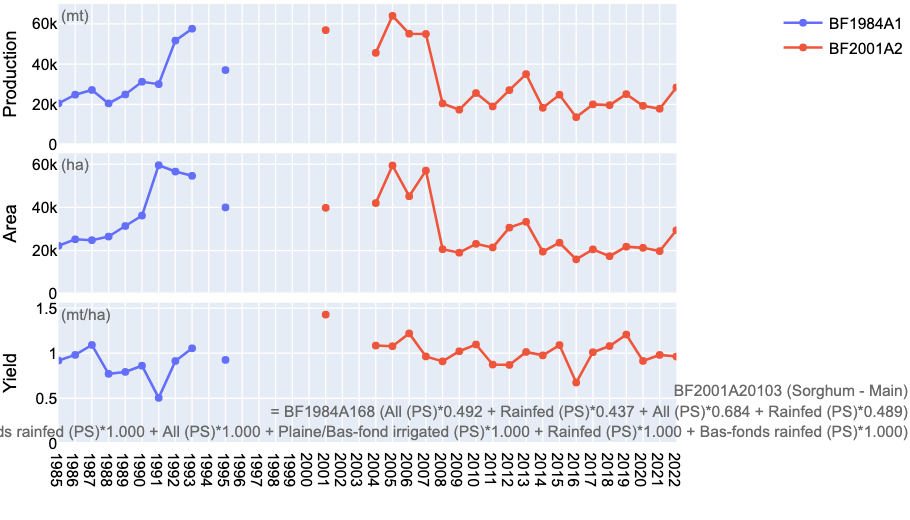 Production
60k
40k
20k
0
(mt)
BF1984A1
BF2001A2
Area
60k
40k
20k
0
(ha)
Yield
1.5
1
0.5
0
(mt/ha)
BF2001A20103 (Sorghum - Main)
= BF1984A168 (All (PS)*0.492 + Rainfed (PS)*0.437 + All (PS)*0.684 + Rainfed (PS)*0.489)
rainfed (PS)*1.000 + All (PS)*1.000 + Plaine/Bas-fond irrigated (PS)*1.000 + Rainfed (PS)*1.000 + Bas-fonds rainfed (PS)*1.000)
1985
1986
1987
1988
1989
1990
1991
1992
1993
1994
1995
1996
1997
1998
1999
2000
2001
2002
2003
2004
2005
2006
2007
2008
2009
2010
2011
2012
2013
2014
2015
2016
2017
2018
2019
2020
2021
2022